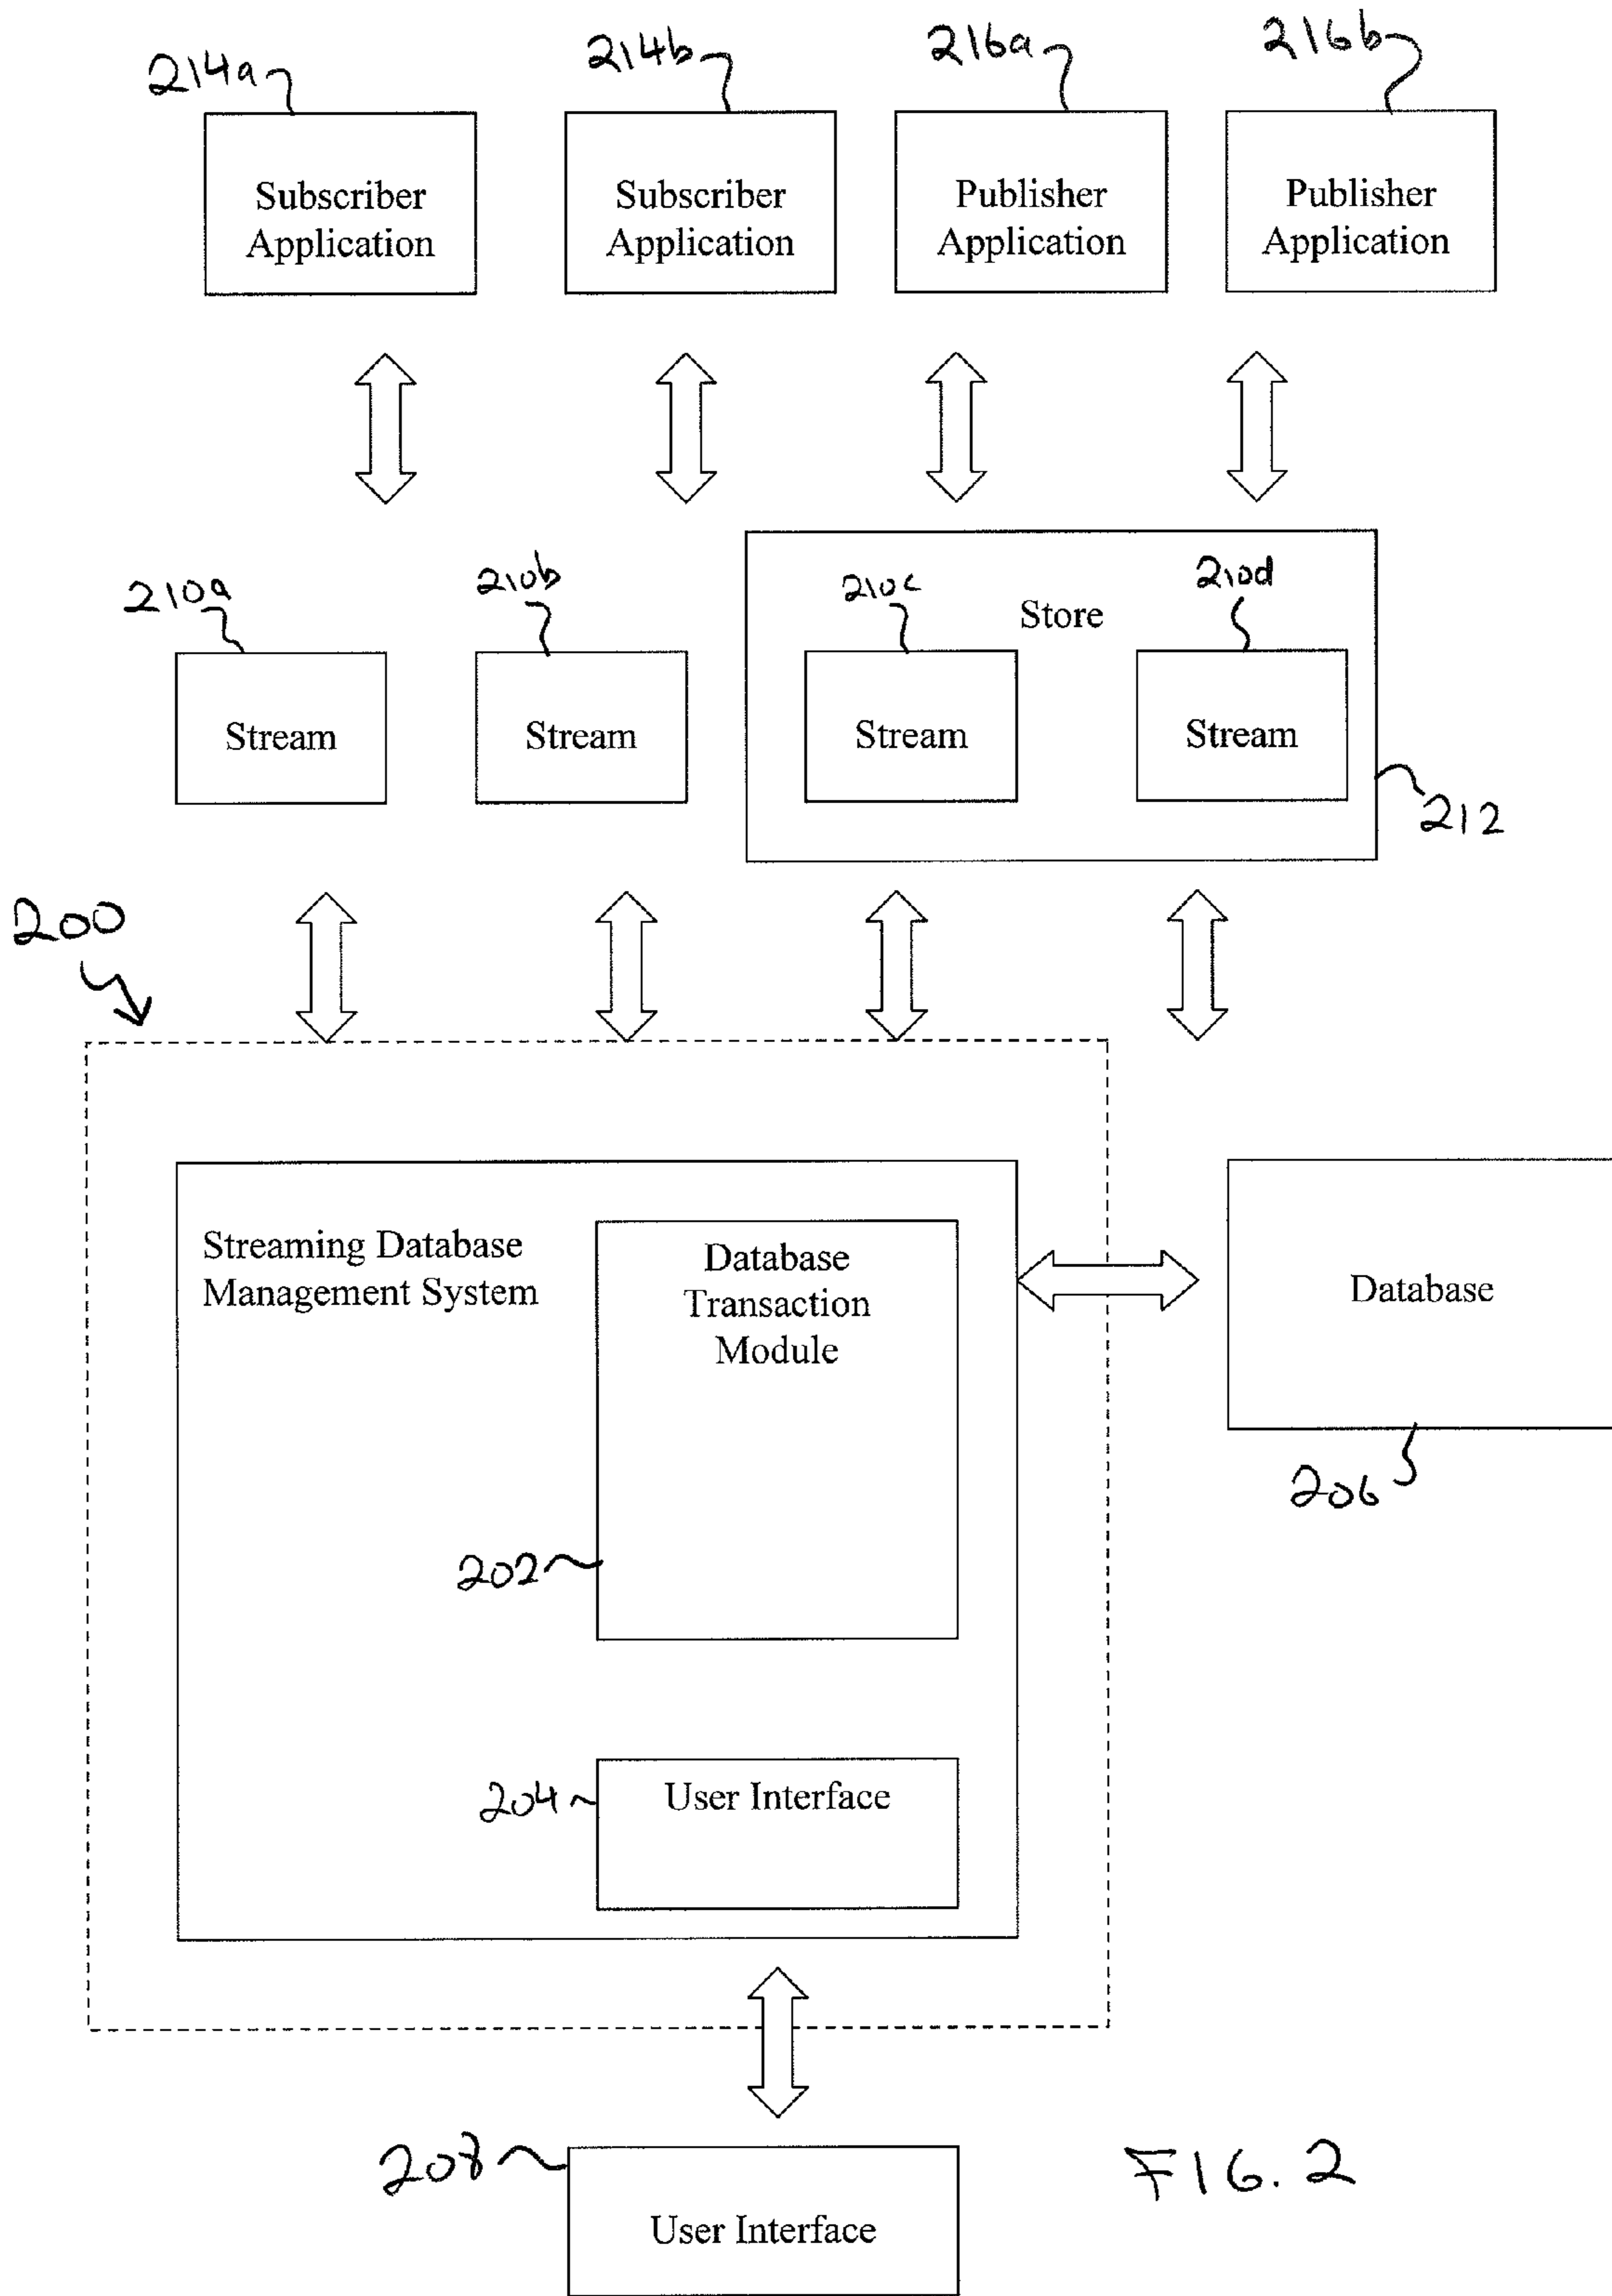 214a
214b
216a
216b
Subscriber
Application
Subscriber
Application
Publisher
Application
Publisher
Application
210a
210b
210c
210d
Store
Stream
Stream
Stream
Stream
212
200
Streaming Database
Management System
Database
Transaction
Module
Database
206
202
204
User Interface
208
User Interface
FIG. 2